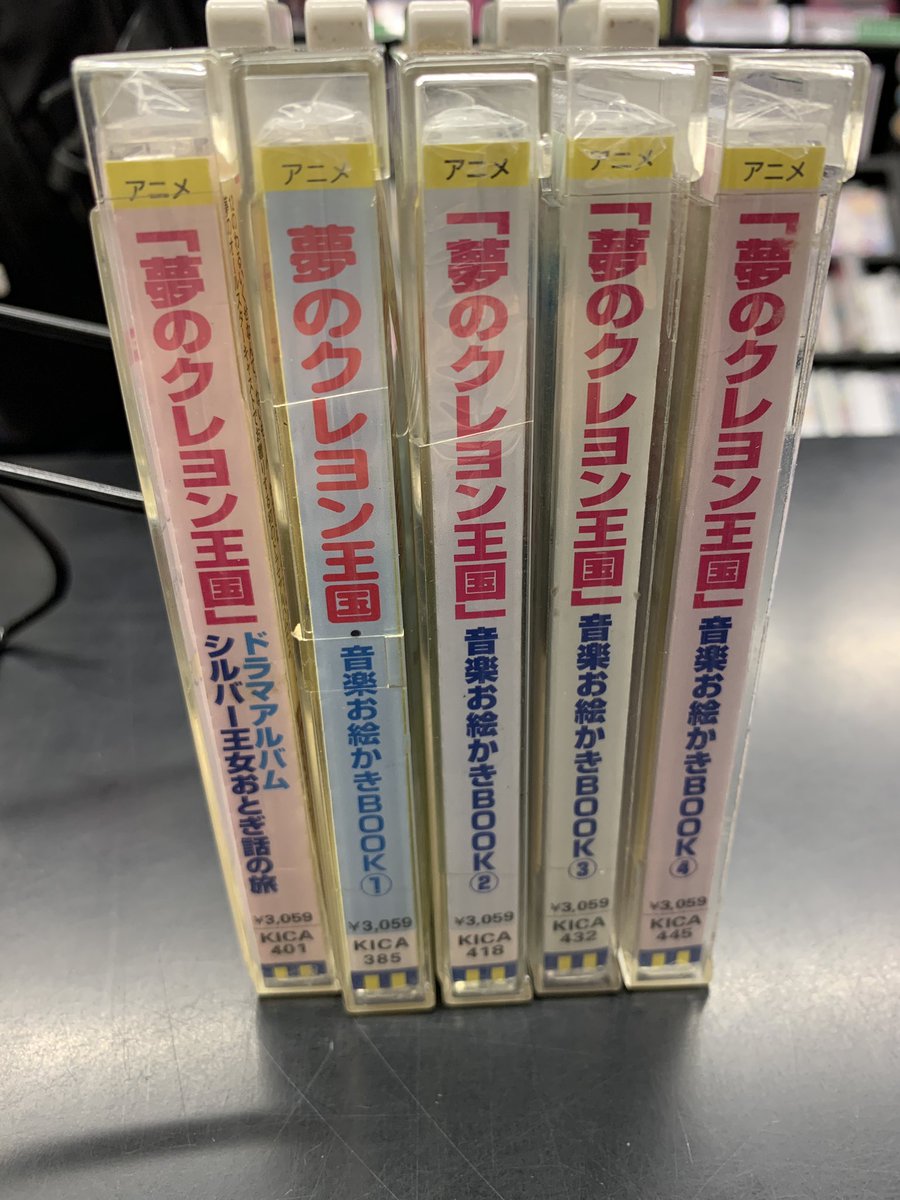 アニメ
「夢のクレヨン王国」
ドラマアルバム
シルバー王女おとぎ話の旅
¥3,059
KICA
401
アニメ
夢のクレヨン王国
音楽お絵かきBOOK①
¥3,059
KICA
385
アニメ
「夢のクレヨン王国」
音楽お絵かきBOOK②
¥3,059
KICA
418
アニメ
「夢のクレヨン王国」
音楽お絵かきBOOK③
¥3,059
KICA
432
アニメ
「夢のクレヨン王国」
音楽お絵かきBOOK④
¥3,059
KICA
445